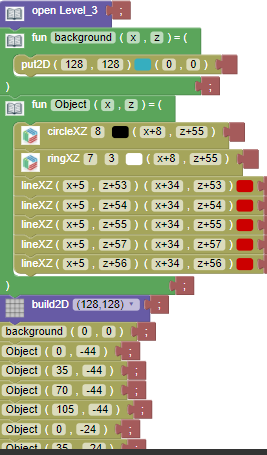 open Level_3 ;
fun background ( x , z ) = (
put2D ( 128 , 128 ) ( 0 , 0 )
) ;
fun Object ( x , z ) = (
circleXZ 8 ( x+8 , z+55 )
ringXZ 7 3 ( x+8 , z+55 )
lineXZ ( x+5 , z+53 ) ( x+34 , z+53 )
lineXZ ( x+5 , z+54 ) ( x+34 , z+54 )
lineXZ ( x+5 , z+55 ) ( x+34 , z+55 )
lineXZ ( x+5 , z+57 ) ( x+34 , z+57 )
lineXZ ( x+5 , z+56 ) ( x+34 , z+56 )
) ;
build2D (128,128) ;
background ( 0 , 0 ) ;
Object ( 0 , -44 ) ;
Object ( 35 , -44 ) ;
Object ( 70 , -44 ) ;
Object ( 105 , -44 ) ;
Object ( 0 , -24 ) ;
Object ( 35 , -24 ) ;